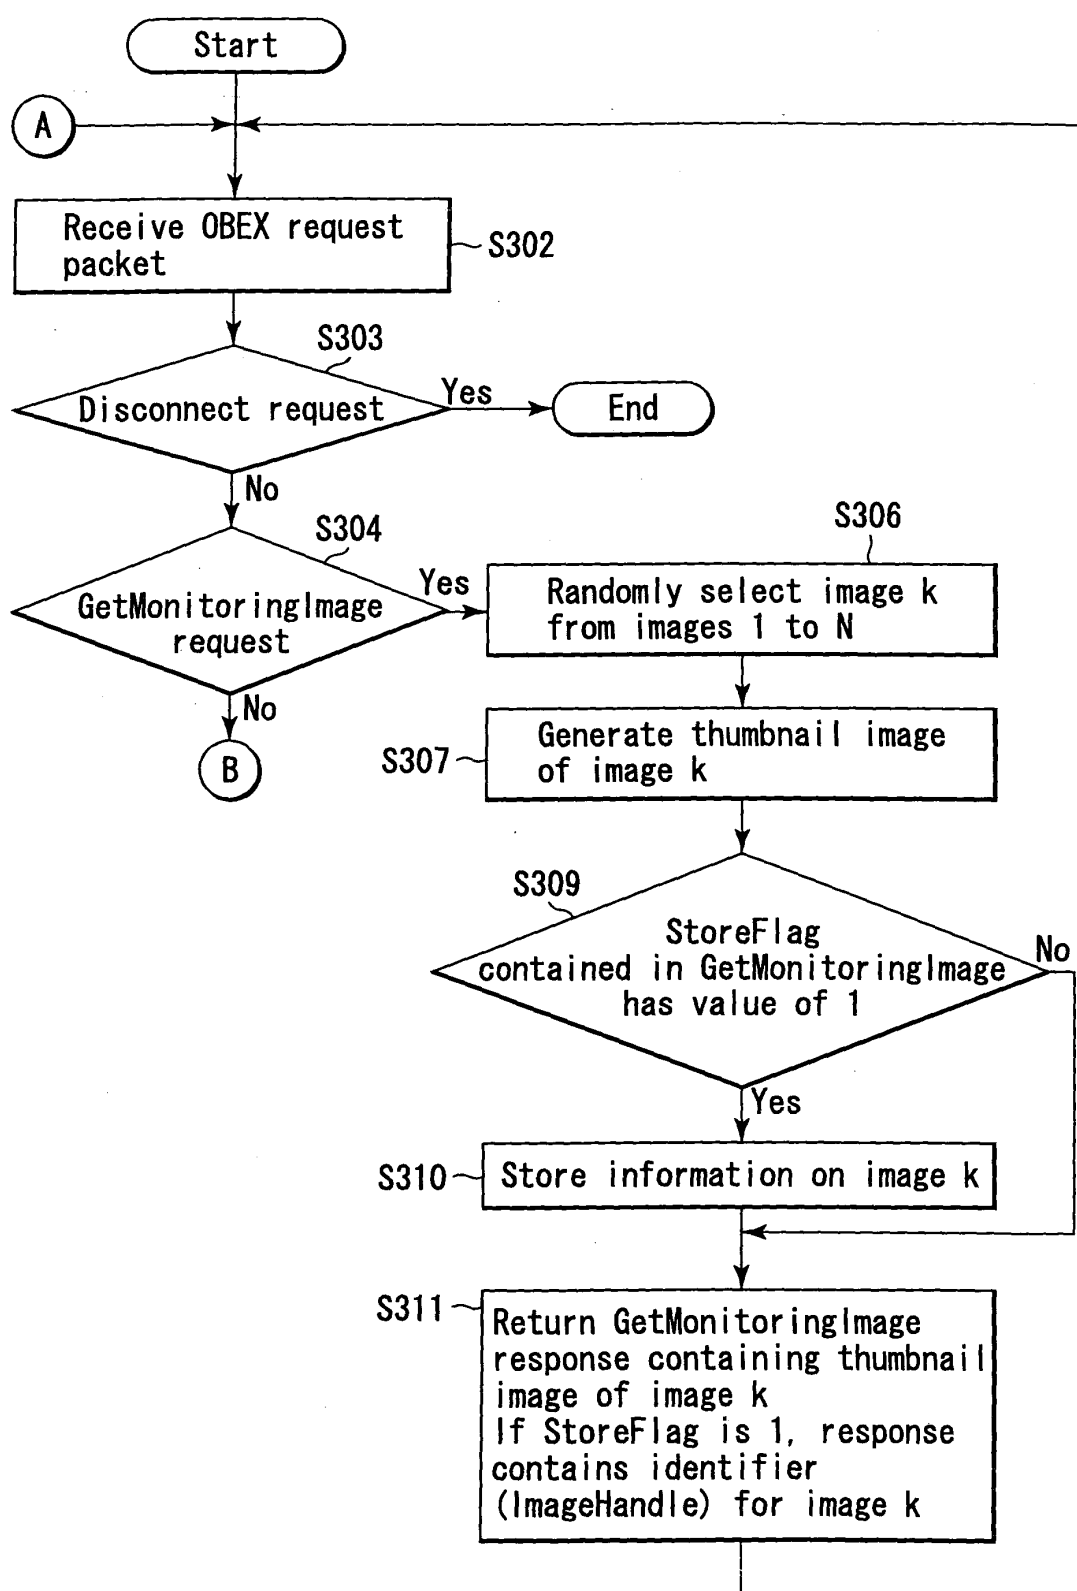 Start
A
Receive OBEX request
packet
S302
S303
Disconnect request
Yes
End
No
S304
GetMonitoringImage
request
Yes
S306
Randomly select image k
from images 1 to N
No
B
S307
Generate thumbnail image
of image k
S309
StoreFlag
contained in GetMonitoringImage
has value of 1
No
Yes
S310
Store information on image k
S311
Return GetMonitoringImage
response containing thumbnail
image of image k
If StoreFlag is 1, response
contains identifier
(ImageHandle) for image k